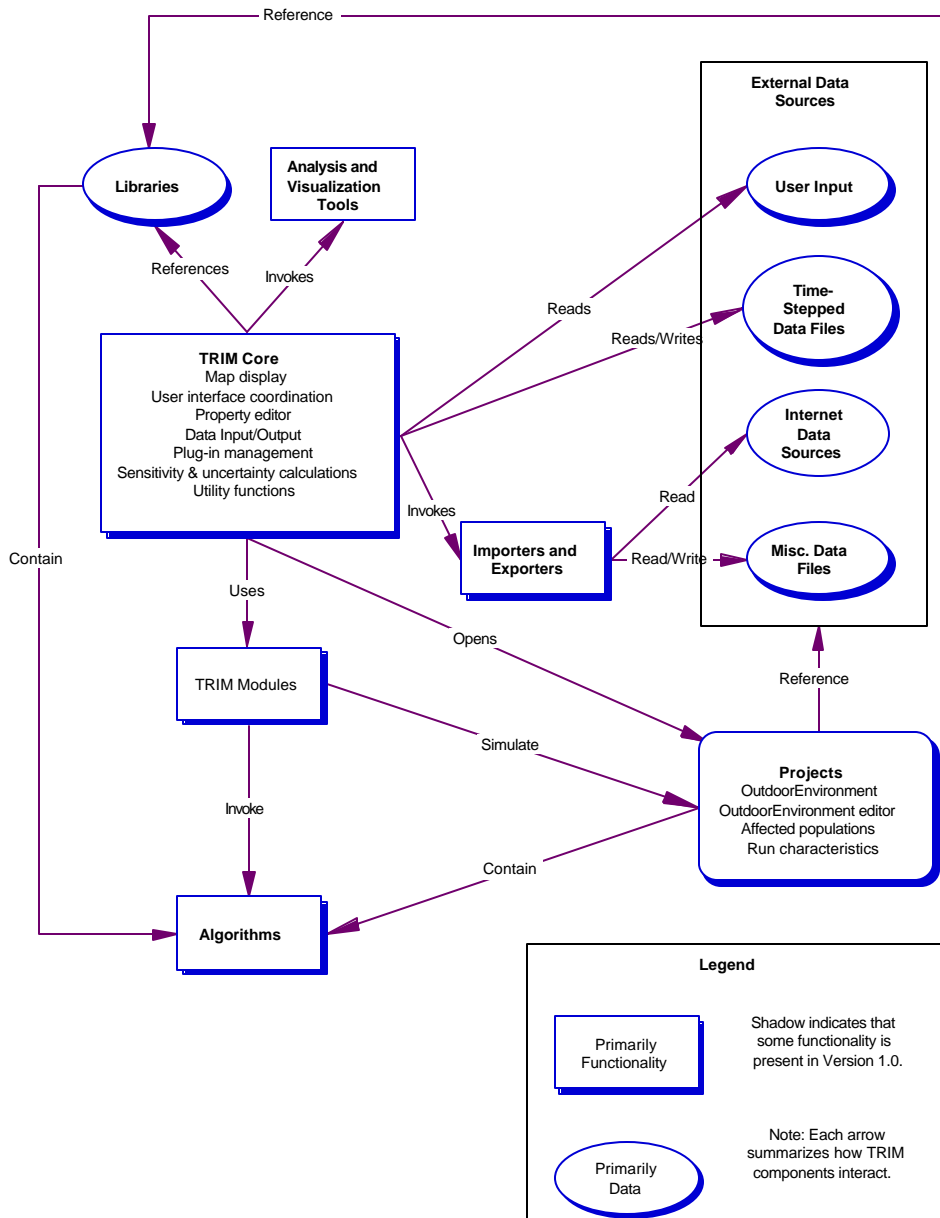 Reference
External Data
Sources
Libraries
Analysis and
Visualization
Tools
User Input
References
Invokes
Time-
Stepped
Data Files
Reads
Reads/Writes
TRIM Core
Map display
User interface coordination
Property editor
Data Input/Output
Plug-in management
Sensitivity & uncertainty calculations
Utility functions
Internet
Data
Sources
Invokes
Read
Contain
Importers and
Exporters
Read/Write
Misc. Data
Files
Uses
Opens
TRIM Modules
Reference
Simulate
Projects
OutdoorEnvironment
OutdoorEnvironment editor
Affected populations
Run characteristics
Invoke
Contain
Algorithms
Legend
Primarily
Functionality
Shadow indicates that
some functionality is
present in Version 1.0.
Primarily
Data
Note: Each arrow
summarizes how TRIM
components interact.